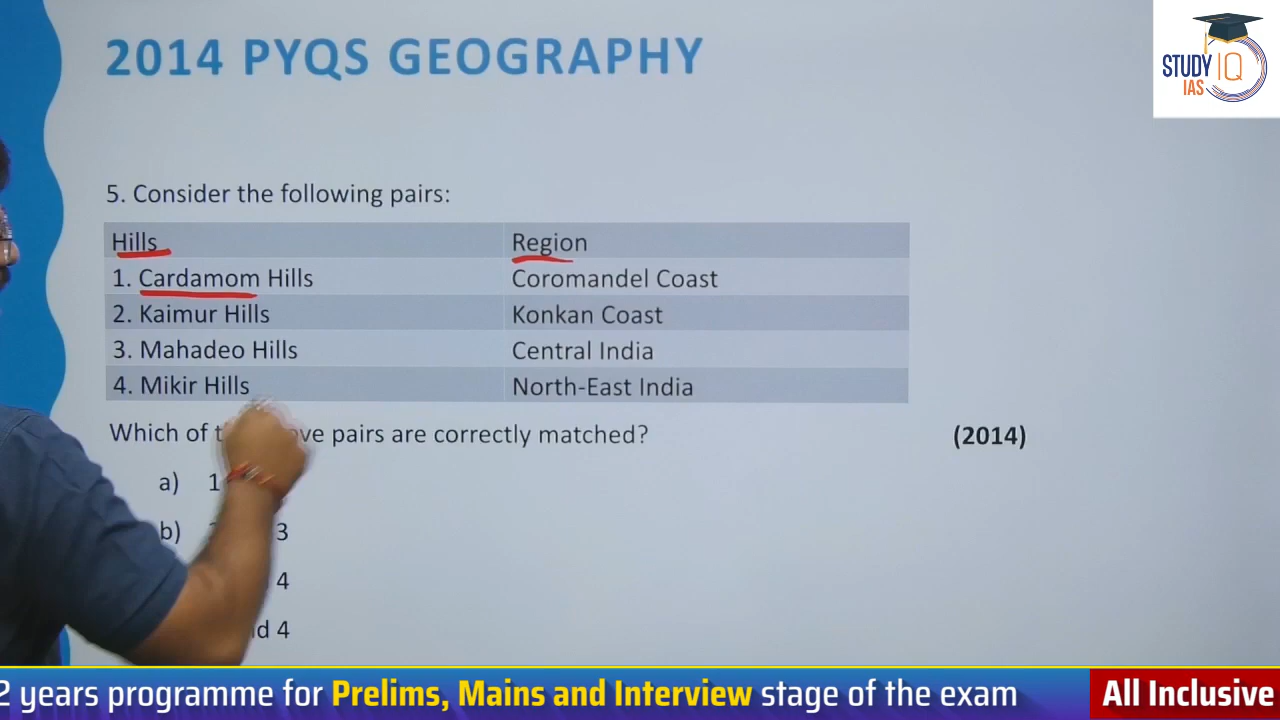 2014 PYQS GEOGRAPHY
STUDY IQ
IAS
5. Consider the following pairs:
Hills Region
1. Cardamom Hills Coromandel Coast
2. Kaimur Hills Konkan Coast
3. Mahadeo Hills Central India
4. Mikir Hills North-East India
Which of pairs are correctly matched? (2014)
a) 1
b) 3
4
4
2 years programme for Prelims, Mains and Interview stage of the exam All Inclusive